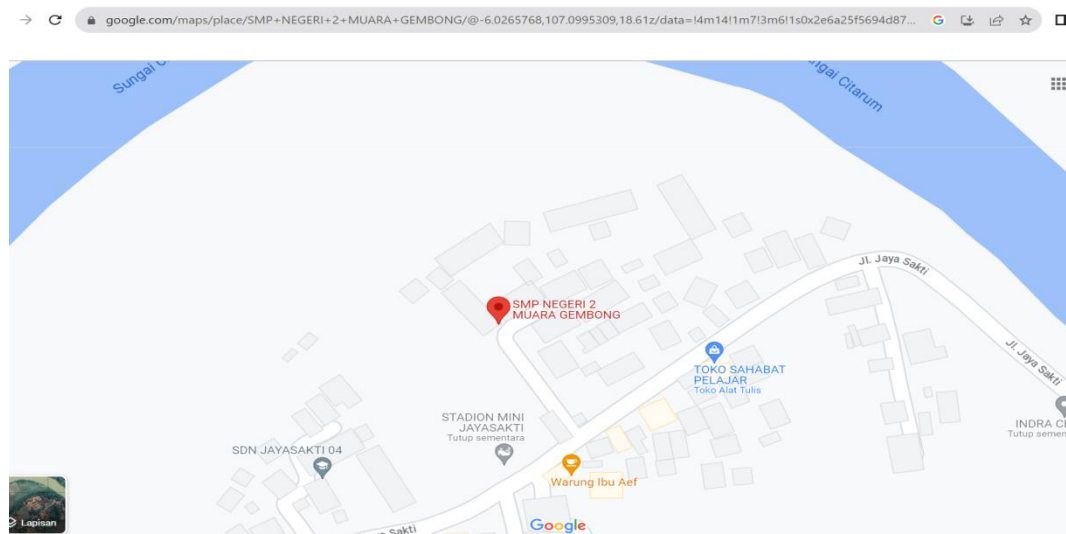 google.com/maps/place/SMP+NEGERI+2+MUARA+GEMBONG/@-6.0265768,107.0995309,18.61z/data=!4m14!1m7!3m6!1s0x2e6a25f5694d87...
Sungai
Sungai Citarum
Jl. Jaya Sakti
SMP NEGERI 2
MUARA GEMBONG
Jl. Jaya Sakti
TOKO SAHABAT
PELAJAR
Toko Alat Tulis
STADION MINI
JAYASAKTI
Tutup sementara
INDRA
Tutup
SDN JAYASAKTI 04
Warung Ibu Aef
Lapisan
Sakti
Google